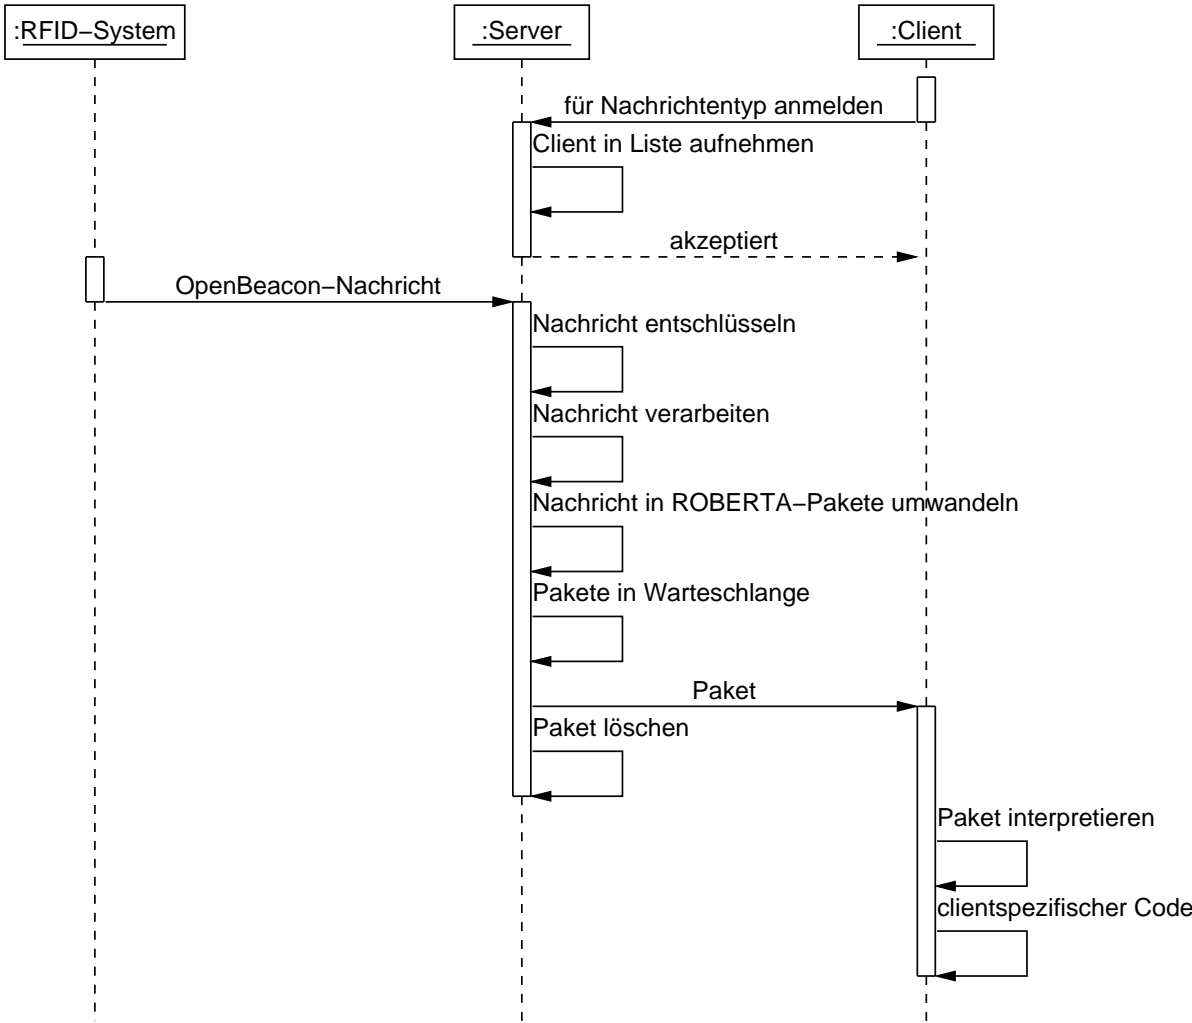 :RFID–System
:Server
:Client
für Nachrichtentyp anmelden
Client in Liste aufnehmen
akzeptiert
OpenBeacon–Nachricht
Nachricht entschlüsseln
Nachricht verarbeiten
Nachricht in ROBERTA–Pakete umwandeln
Pakete in Warteschlange
Paket
Paket löschen
Paket interpretieren
clientspezifischer Code